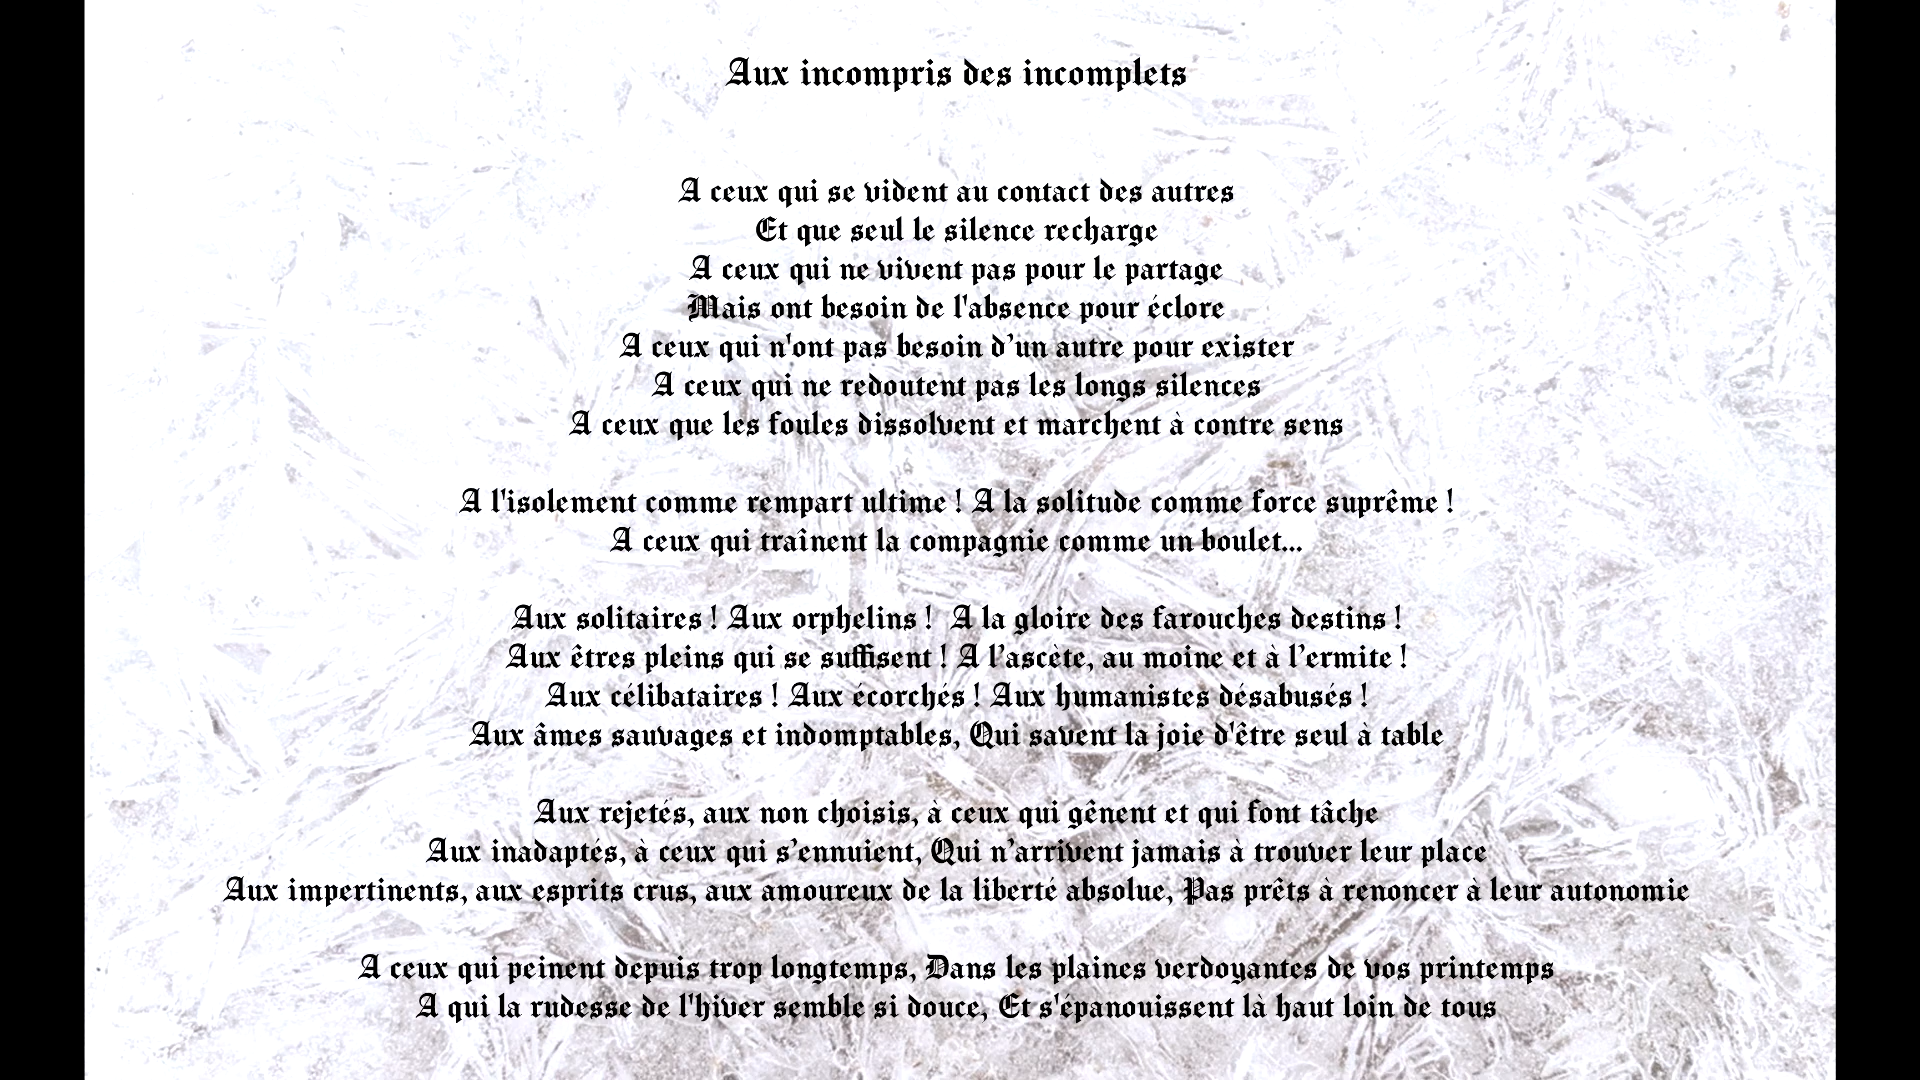 Aux incompris des incomplets
A ceux qui se vident au contact des autres
Et que seul le silence recharge
A ceux qui ne vivent pas pour le partage
Mais ont besoin de l'absence pour éclore
A ceux qui n'ont pas besoin d’un autre pour exister
A ceux qui ne redoutent pas les longs silences
A ceux que les foules dissolvent et marchent à contre sens
A l'isolement comme rempart ultime ! A la solitude comme force suprême !
A ceux qui traînent la compagnie comme un boulet...
Aux solitaires ! Aux orphelins !  A la gloire des farouches destins !
Aux êtres pleins qui se suffisent ! A l’ascète, au moine et à l’ermite !
Aux célibataires ! Aux écorchés ! Aux humanistes désabusés !
Aux âmes sauvages et indomptables, Qui savent la joie d'être seul à table
Aux rejetés, aux non choisis, à ceux qui gênent et qui font tâche
Aux inadaptés, à ceux qui s’ennuient, Qui n’arrivent jamais à trouver leur place
Aux impertinents, aux esprits crus, aux amoureux de la liberté absolue, Pas prêts à renoncer à leur autonomie
A ceux qui peinent depuis trop longtemps, Dans les plaines verdoyantes de vos printemps
A qui la rudesse de l'hiver semble si douce, Et s'épanouissent là haut loin de tous